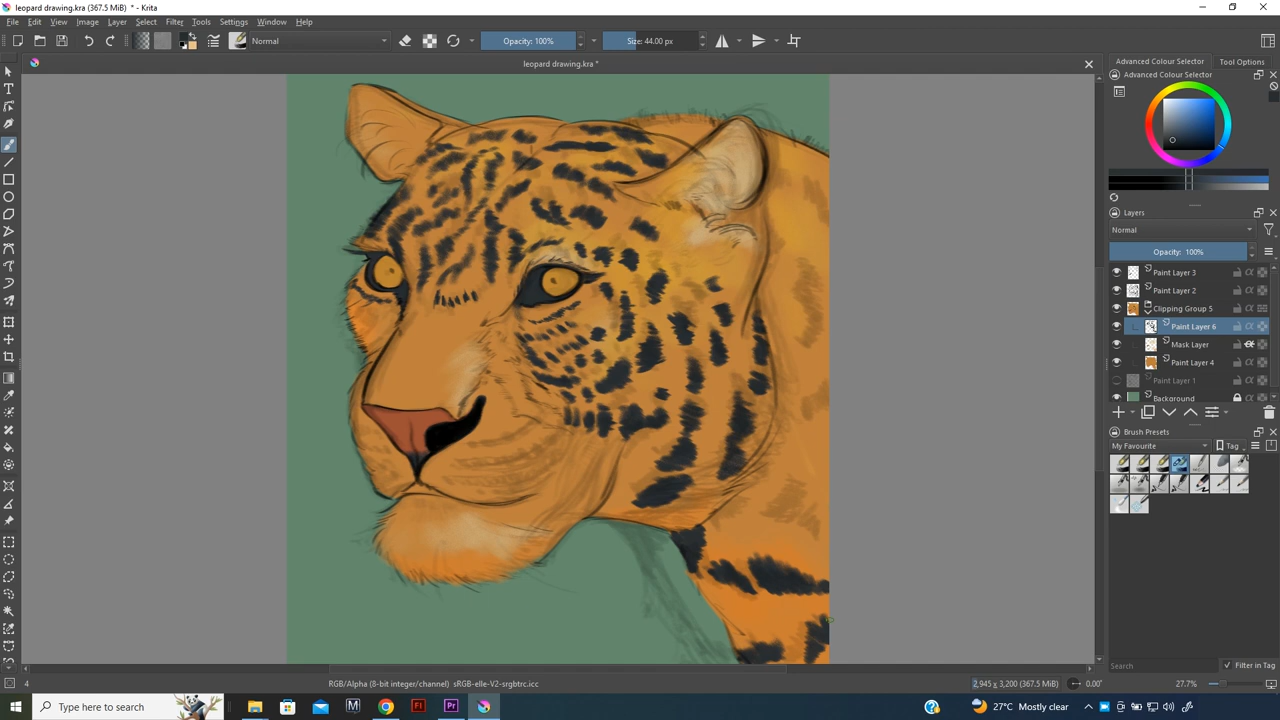 leopard drawing.kra (367.5 MiB) * - Krita
File Edit View Image Layer Select Filter Tools Settings Window Help
Normal Opacity: 100% Size: 44.00 px
leopard drawing.kra *
Advanced Colour Selector Tool Options
Advanced Colour Selector
Layers
Normal
Opacity: 100%
Paint Layer 3
Paint Layer 2
Clipping Group 5
Paint Layer 6
Mask Layer
Paint Layer 4
Paint Layer 1
Background
Brush Presets
My Favourite Tag
Search Filter in Tag
4 RGB/Alpha (8-bit integer/channel) sRGB-elle-V2-srgbtrc.icc 2,945 x 3,200 (367.5 MiB) 0.00° 27.7%
Type here to search 27°C Mostly clear